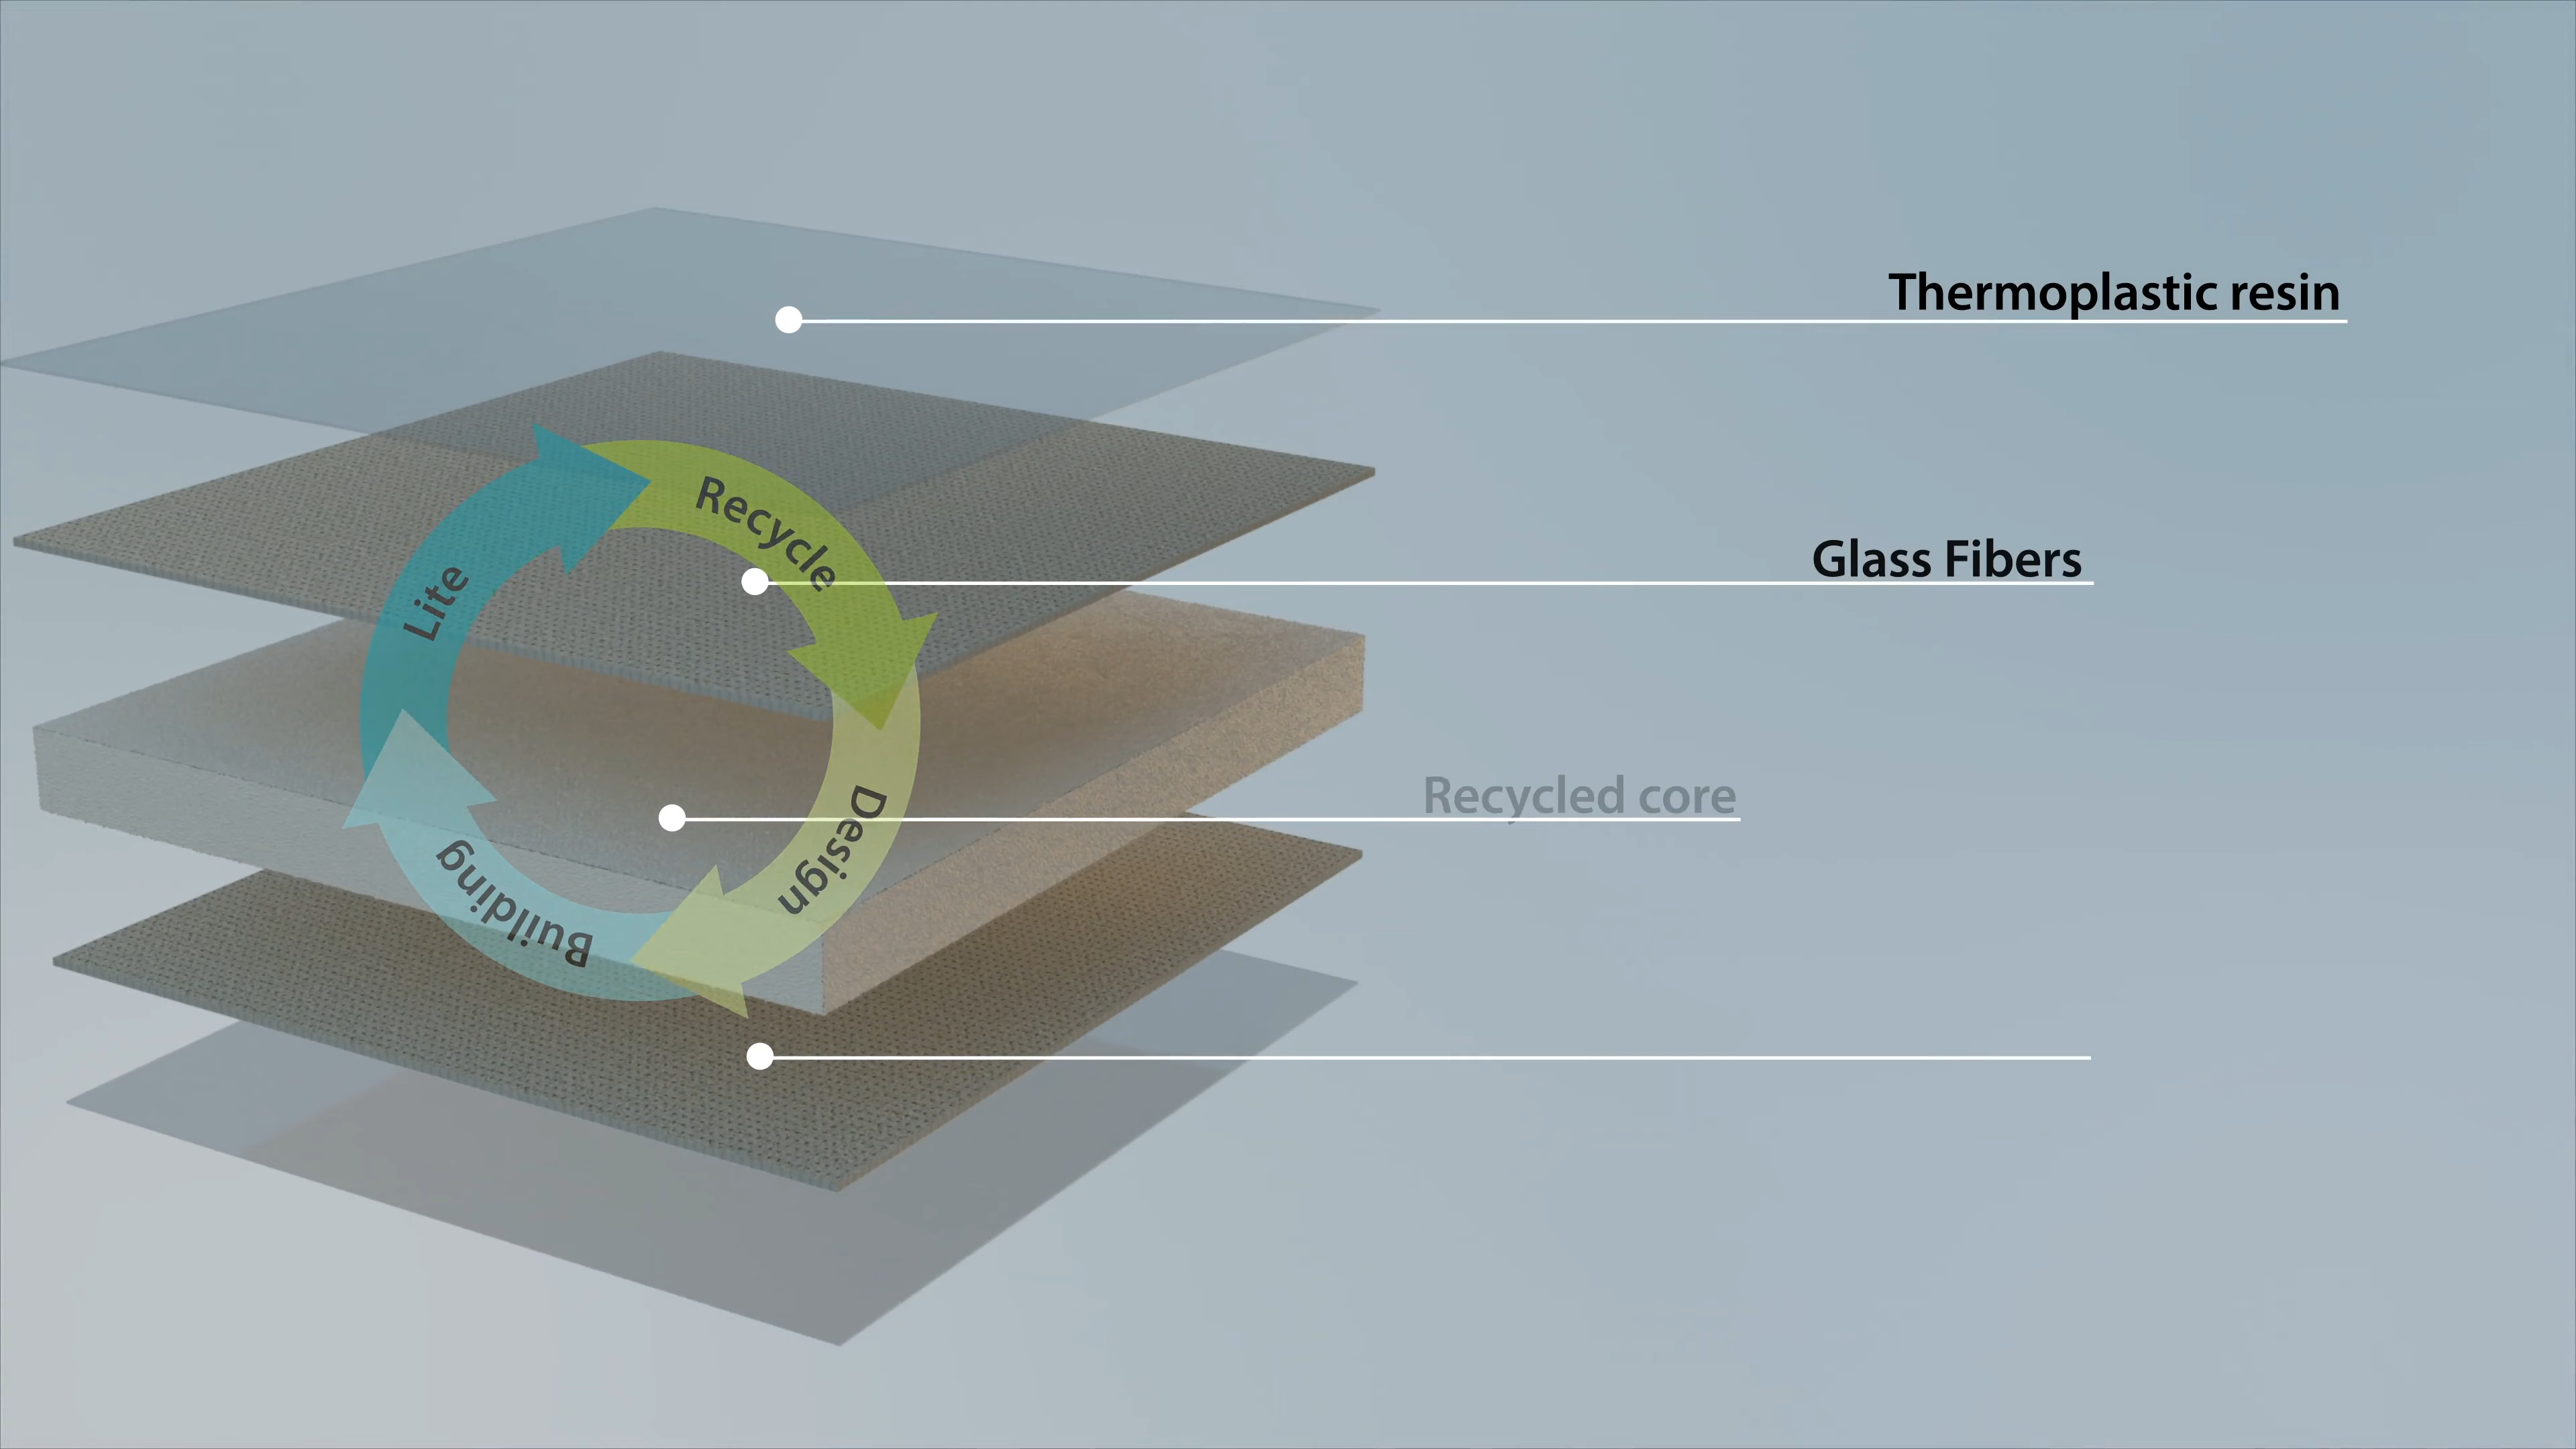 Thermoplastic resin
Recycle
Glass Fibers
Lite
Recycled core
Design
Building